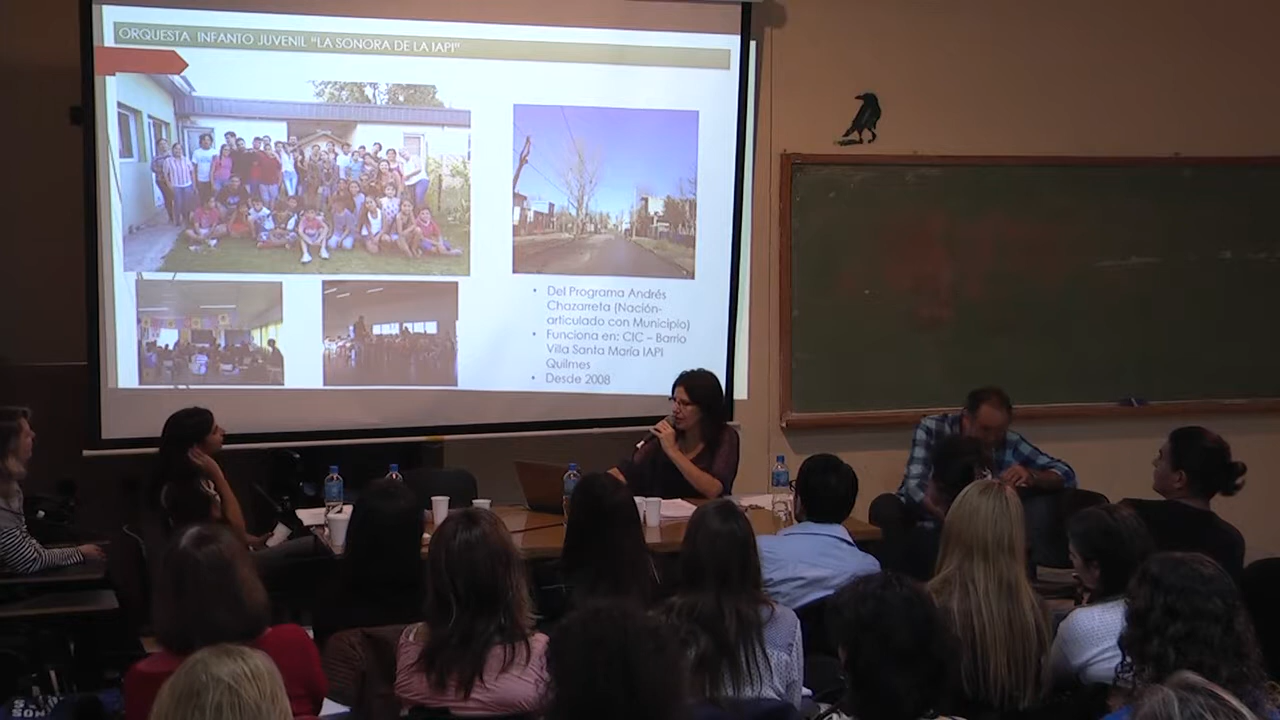 ORQUESTA INFANTO JUVENIL "LA SONORA DE LA IAPI"
• Del Programa Andrés
Chazarreta (Nación-
articulado con Municipio)
• Funciona en: CIC – Barrio
Villa Santa María IAPI
Quilmes
• Desde 2008